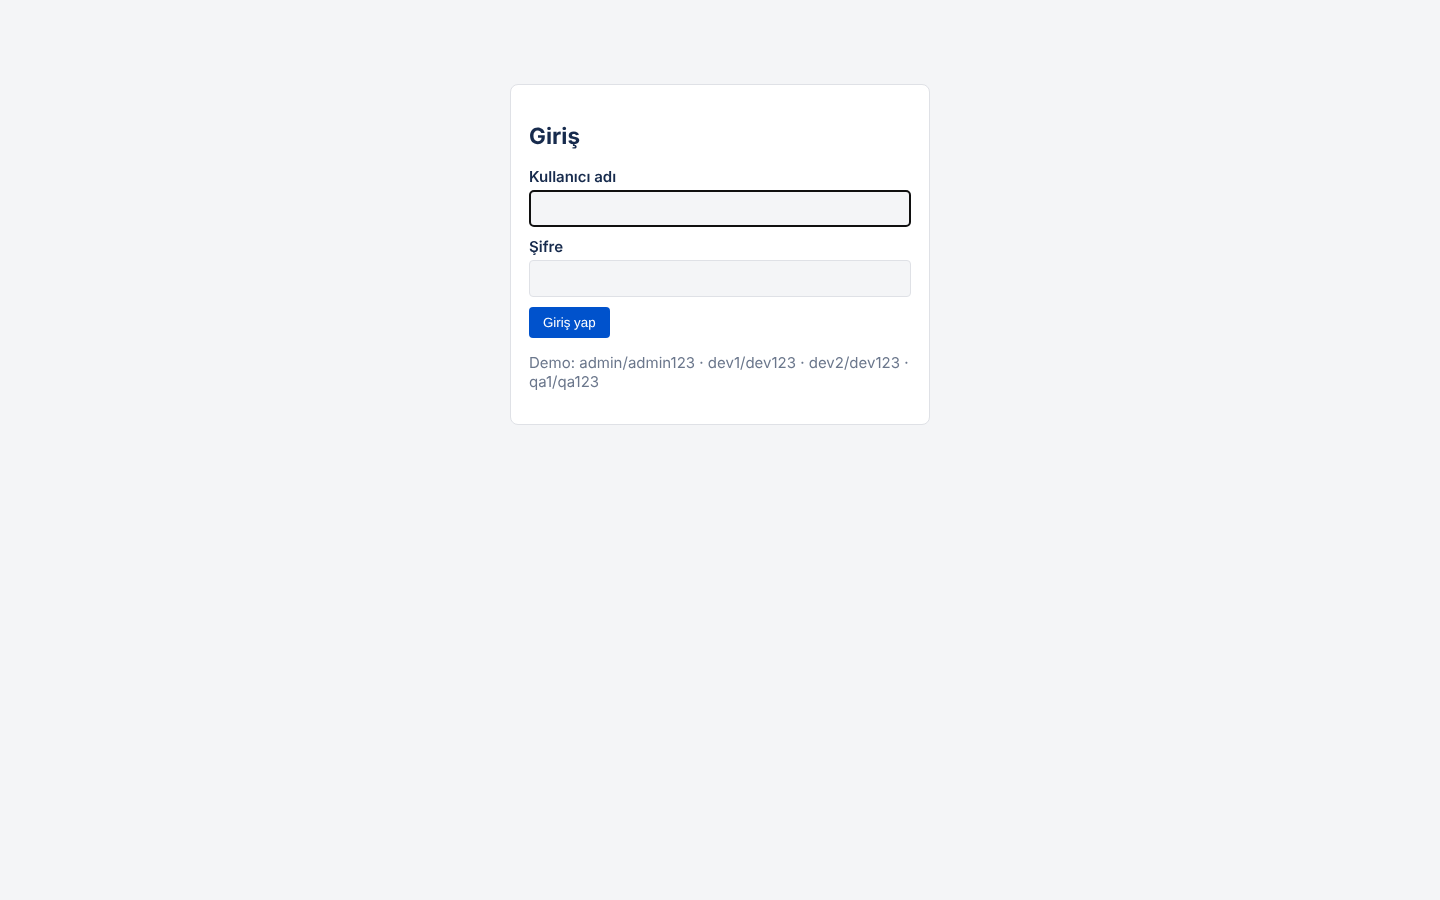 Giriş
Kullanıcı adı
Şifre
Giriş yap
Demo: admin/admin123 · dev1/dev123 · dev2/dev123 ·
qa1/qa123